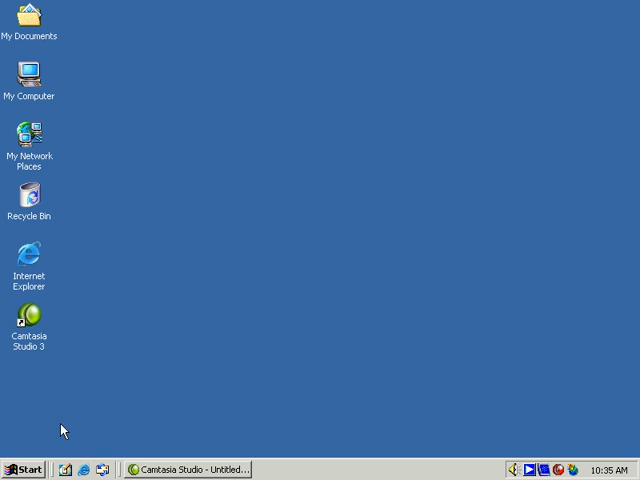 My Documents
My Computer
My Network
Places
Recycle Bin
Internet
Explorer
Camtasia
Studio 3
Start
Camtasia Studio - Untitled...
10:35 AM